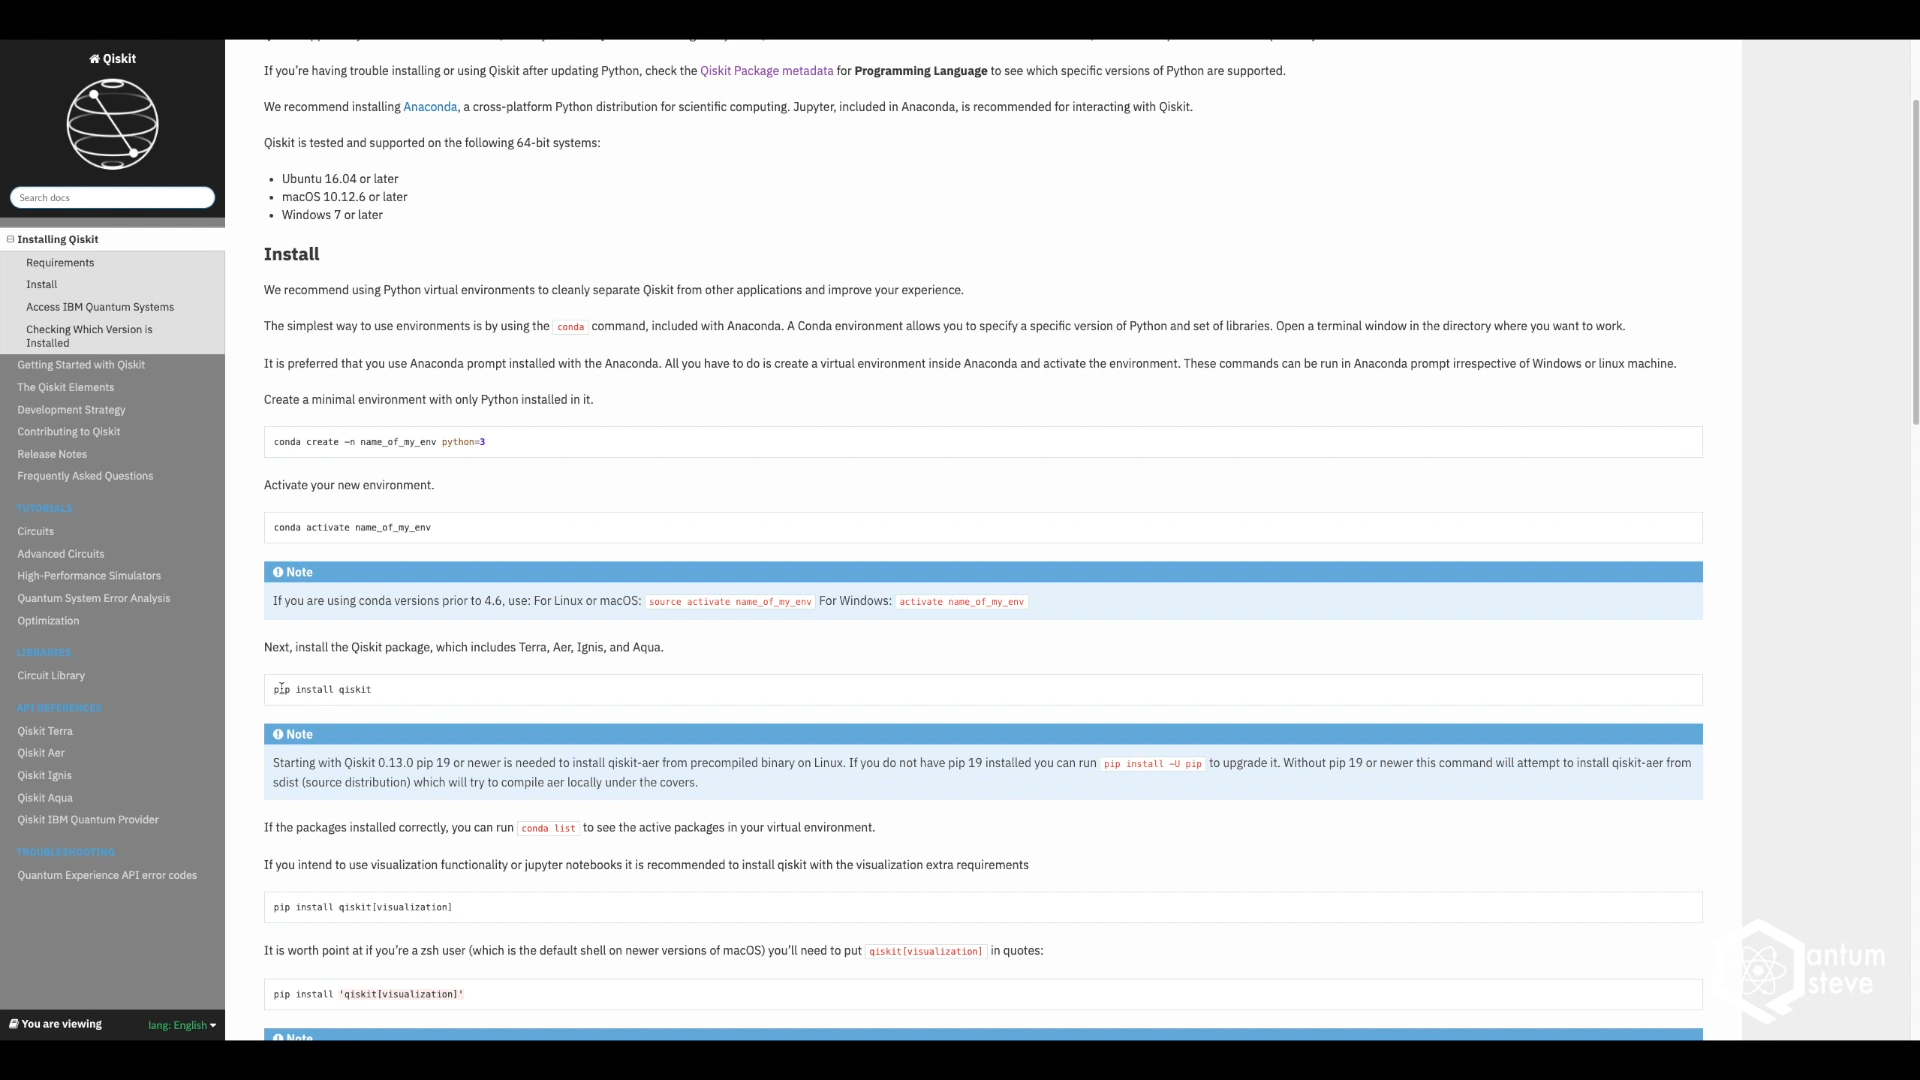 Qiskit
Search docs
Installing Qiskit
Requirements
Install
Access IBM Quantum Systems
Checking Which Version is
Installed
Getting Started with Qiskit
The Qiskit Elements
Development Strategy
Contributing to Qiskit
Release Notes
Frequently Asked Questions
TUTORIALS
Circuits
Advanced Circuits
High-Performance Simulators
Quantum System Error Analysis
Optimization
LIBRARIES
Circuit Library
API REFERENCES
Qiskit Terra
Qiskit Aer
Qiskit Ignis
Qiskit Aqua
Qiskit IBM Quantum Provider
TROUBLESHOOTING
Quantum Experience API error codes
You are viewing lang: English
If you're having trouble installing or using Qiskit after updating Python, check the Qiskit Package metadata for Programming Language to see which specific versions of Python are supported.
We recommend installing Anaconda, a cross-platform Python distribution for scientific computing. Jupyter, included in Anaconda, is recommended for interacting with Qiskit.
Qiskit is tested and supported on the following 64-bit systems:
• Ubuntu 16.04 or later
• macOS 10.12.6 or later
• Windows 7 or later
Install
We recommend using Python virtual environments to cleanly separate Qiskit from other applications and improve your experience.
The simplest way to use environments is by using the conda command, included with Anaconda. A Conda environment allows you to specify a specific version of Python and set of libraries. Open a terminal window in the directory where you want to work.
It is preferred that you use Anaconda prompt installed with the Anaconda. All you have to do is create a virtual environment inside Anaconda and activate the environment. These commands can be run in Anaconda prompt irrespective of Windows or linux machine.
Create a minimal environment with only Python installed in it.
conda create -n name_of_my_env python=3
Activate your new environment.
conda activate name_of_my_env
Note
If you are using conda versions prior to 4.6, use: For Linux or macOS: source activate name_of_my_env For Windows: activate name_of_my_env
Next, install the Qiskit package, which includes Terra, Aer, Ignis, and Aqua.
pip install qiskit
Note
Starting with Qiskit 0.13.0 pip 19 or newer is needed to install qiskit-aer from precompiled binary on Linux. If you do not have pip 19 installed you can run pip install -U pip to upgrade it. Without pip 19 or newer this command will attempt to install qiskit-aer from
sdist (source distribution) which will try to compile aer locally under the covers.
If the packages installed correctly, you can run conda list to see the active packages in your virtual environment.
If you intend to use visualization functionality or jupyter notebooks it is recommended to install qiskit with the visualization extra requirements
pip install qiskit[visualization]
It is worth point at if you're a zsh user (which is the default shell on newer versions of macOS) you'll need to put qiskit[visualization] in quotes:
pip install 'qiskit[visualization]'
Note
antum
steve